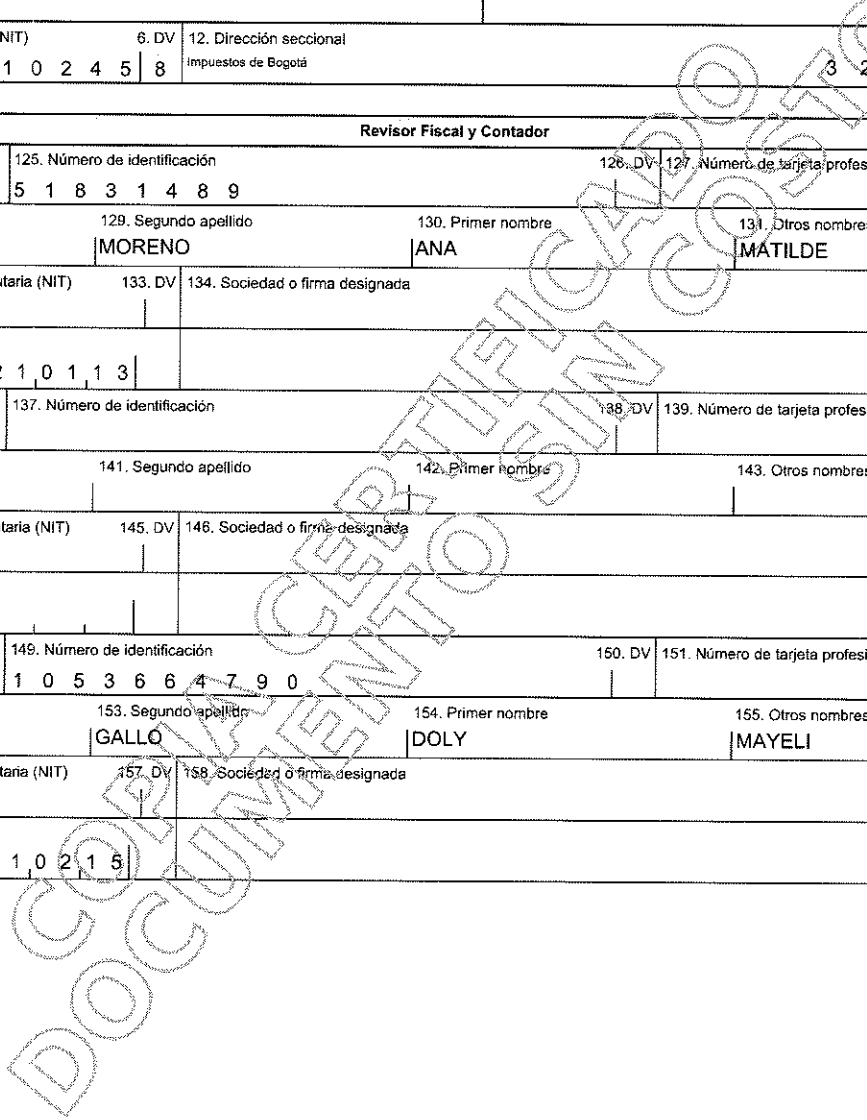 NIT) 6. DV 12. Dirección seccional
1 0 2 4 5 8 Impuestos de Bogotá 3 2
Revisor Fiscal y Contador
125. Número de identificación 126. DV 127. Número de tarjeta profes
5 1 8 3 1 4 8 9
129. Segundo apellido 130. Primer nombre 131. Otros nombres
MORENO ANA MATILDE
utaria (NIT) 133. DV 134. Sociedad o firma designada
2 1 0 1 1 3
137. Número de identificación 138. DV 139. Número de tarjeta profes
141. Segundo apellido 142. Primer nombre 143. Otros nombres
taria (NIT) 145. DV 146. Sociedad o firma designada
149. Número de identificación 150. DV 151. Número de tarjeta profesi
1 0 5 3 6 6 4 7 9 0
153. Segundo apellido 154. Primer nombre 155. Otros nombres
GALLO DOLY MAYELI
taria (NIT) 157. DV 158. Sociedad o firma designada
1 0 2 1 5
COPIA CERTIFICADO
DOCUMENTO SIN COSTO